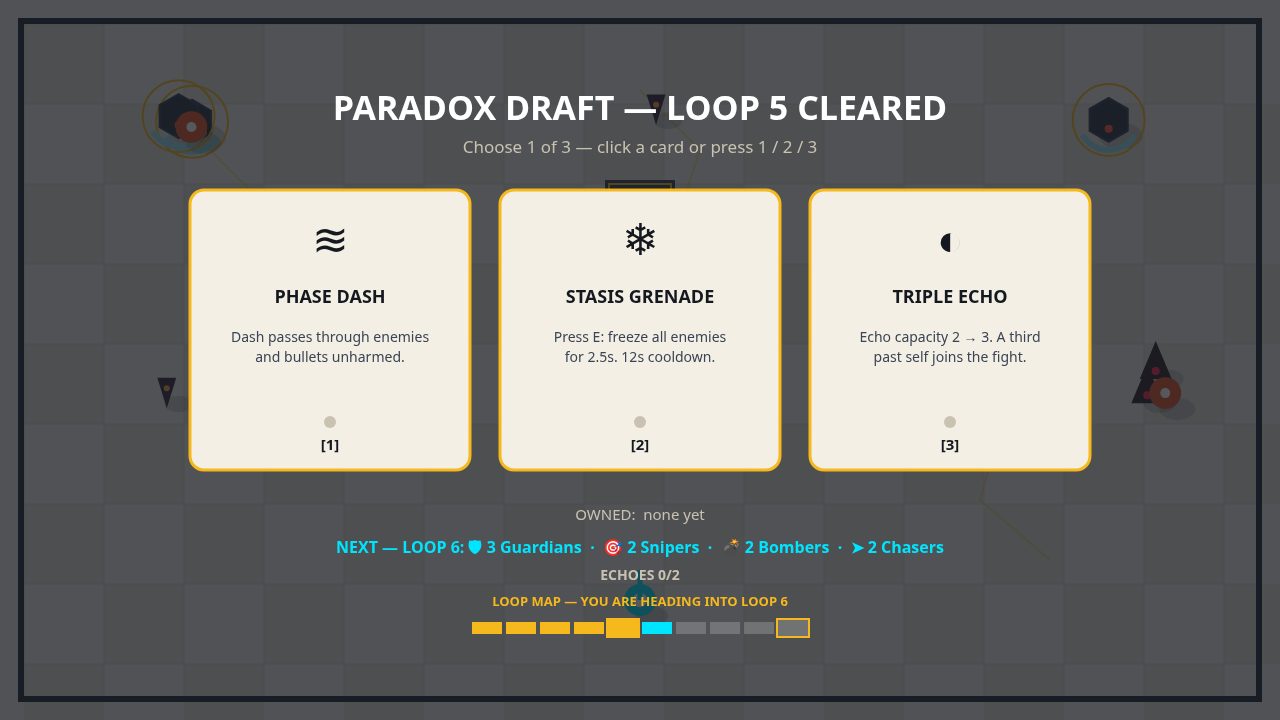 PARADOX DRAFT — LOOP 5 CLEARED
Choose 1 of 3 — click a card or press 1 / 2 / 3
PHASE DASH
Dash passes through enemies
and bullets unharmed.
[1]
STASIS GRENADE
Press E: freeze all enemies
for 2.5s. 12s cooldown.
[2]
TRIPLE ECHO
Echo capacity 2 → 3. A third
past self joins the fight.
[3]
OWNED: none yet
NEXT — LOOP 6: 🛡 3 Guardians · 🎯 2 Snipers · 💣 2 Bombers · ➤ 2 Chasers
ECHOES 0/2
LOOP MAP — YOU ARE HEADING INTO LOOP 6